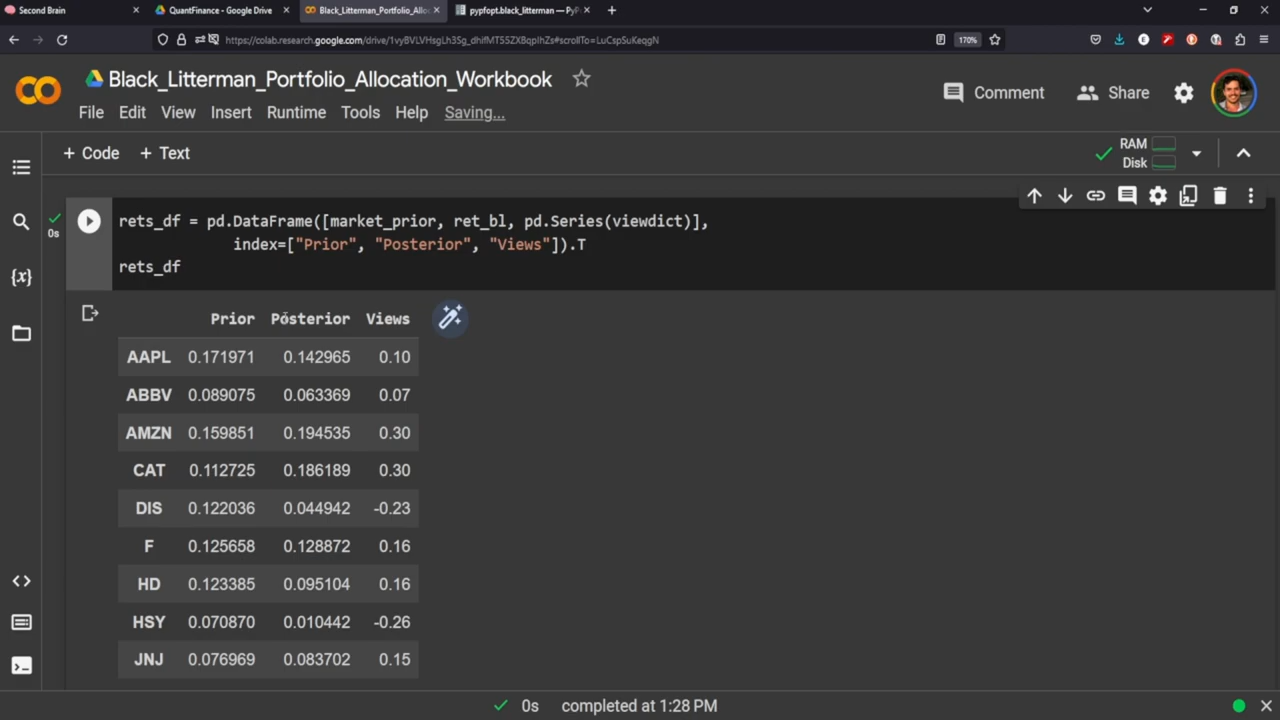 Second Brain
QuantFinance - Google Drive
Black_Litterman_Portfolio_Allo
pypfopt.black_litterman — PyP
https://colab.research.google.com/drive/1vyBVLVHsgLh3Sg_dhifMT55ZXBqpIhZs#scrollTo=LuCspSuKeqgN
170%
Black_Litterman_Portfolio_Allocation_Workbook
Comment
Share
File Edit View Insert Runtime Tools Help Saving...
+ Code + Text
RAM
Disk
rets_df = pd.DataFrame([market_prior, ret_bl, pd.Series(viewdict)],
0s
index=["Prior", "Posterior", "Views"]).T
rets_df
Prior Posterior Views
AAPL 0.171971 0.142965 0.10
ABBV 0.089075 0.063369 0.07
AMZN 0.159851 0.194535 0.30
CAT 0.112725 0.186189 0.30
DIS 0.122036 0.044942 -0.23
F 0.125658 0.128872 0.16
HD 0.123385 0.095104 0.16
HSY 0.070870 0.010442 -0.26
JNJ 0.076969 0.083702 0.15
0s completed at 1:28 PM